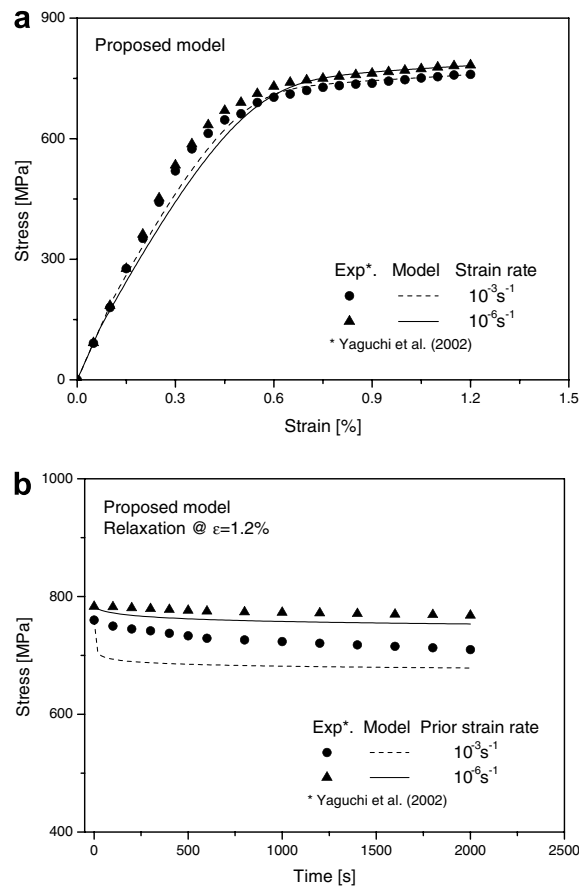 a
900
Proposed model
600
Stress [MPa]
300
Exp*. Model Strain rate
10⁻³s⁻¹
10⁻⁶s⁻¹
* Yaguchi et al. (2002)
0
0.0 0.3 0.6 0.9 1.2 1.5
Strain [%]
b
1000
Proposed model
Relaxation @ ε=1.2%
800
Stress [MPa]
600
Exp*. Model Prior strain rate
10⁻³s⁻¹
10⁻⁶s⁻¹
* Yaguchi et al. (2002)
400
0 500 1000 1500 2000 2500
Time [s]